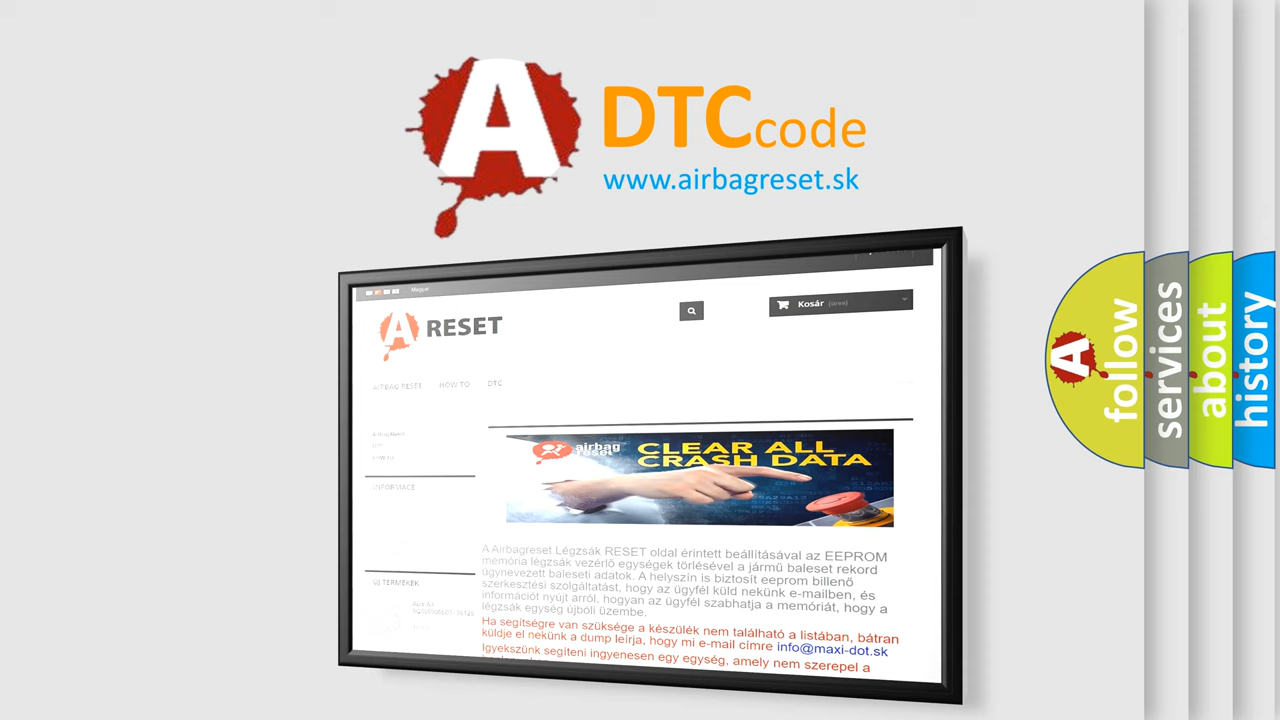 A DTC code
www.airbagreset.sk
Magyar
A RESET
Kosár (üres)
AIRBAG RESET HOW TO DTC
INFORMACE
ÚJ TERMÉKEK
airbag
reset
CLEAR ALL
CRASH DATA
A Airbagreset Légzsák RESET oldal érintett beállításával az EEPROM
memória légzsák vezérlő egységek törlésével a jármű baleset rekord
úgynevezett baleseti adatok. A helyszín is biztosít eeprom billenő
szerkesztési szolgáltatást, hogy az ügyfél küld nekünk e-mailben, és
információt nyújt arról, hogyan az ügyfél szabhatja a memóriát, hogy a
légzsák egység újbóli üzembe.
Ha segítségre van szüksége a készülék nem található a listában, bátran
küldje el nekünk a dump leírja, hogy mi e-mail címre info@maxi-dot.sk
Igyekszünk segíteni ingyenesen egy egység, amely nem szerepel a
A follow
services
about
history